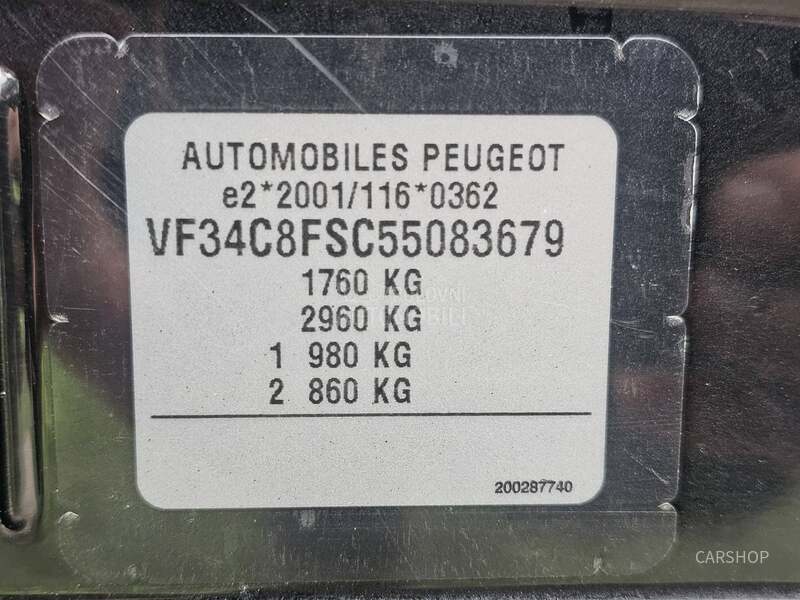 AUTOMOBILES PEUGEOT
e2*2001/116*0362
VF34C8FSC55083679
1760 KG
2960 KG
1 980 KG
2 860 KG
200287740
CARSHOP